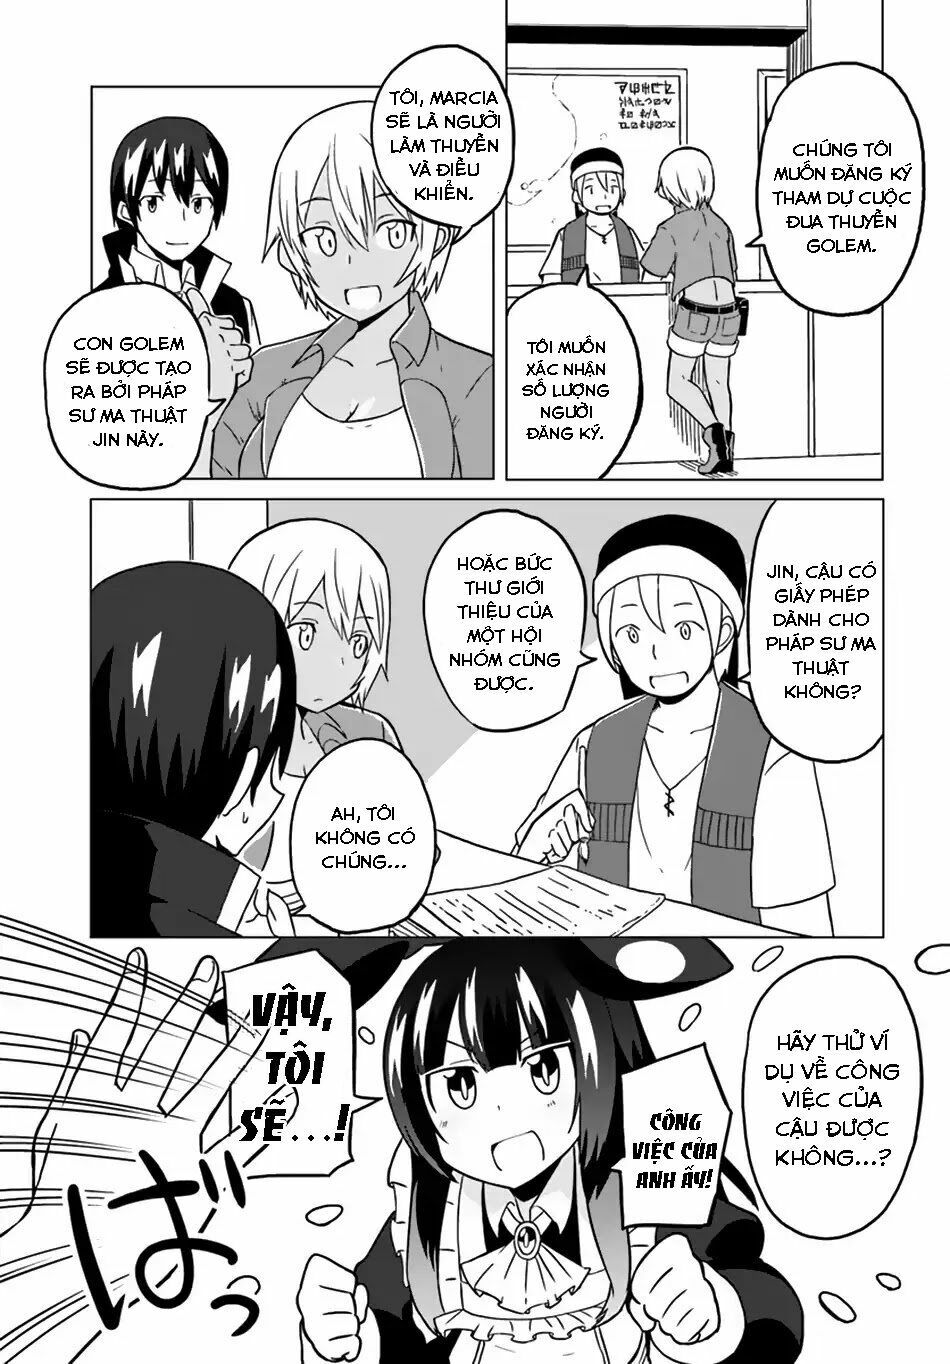 CHÚNG TÔI
MUỐN ĐĂNG KÝ
THAM DỰ CUỘC
ĐUA THUYỀN
GOLEM.
TÔI MUỐN
XÁC NHẬN
SỐ LƯỢNG
NGƯỜI
ĐĂNG KÝ.
TÔI, MARCIA
SẼ LÀ NGƯỜI
LÀM THUYỀN
VÀ ĐIỀU
KHIỂN.
CON GOLEM
SẼ ĐƯỢC TẠO
RA BỞI PHÁP
SƯ MA THUẬT
JIN NÀY.
JIN, CẬU CÓ
GIẤY PHÉP
DÀNH CHO
PHÁP SƯ MA
THUẬT
KHÔNG?
HOẶC BỨC
THƯ GIỚI
THIỆU CỦA
MỘT HỘI
NHÓM CŨNG
ĐƯỢC.
AH, TÔI
KHÔNG CÓ
CHÚNG...
HÃY THỬ VÍ
DỤ VỀ CÔNG
VIỆC CỦA
CẬU ĐƯỢC
KHÔNG...?
CÔNG
VIỆC CỦA
ANH ẤY!
VẬY,
TÔI
SẼ...!
ばっ